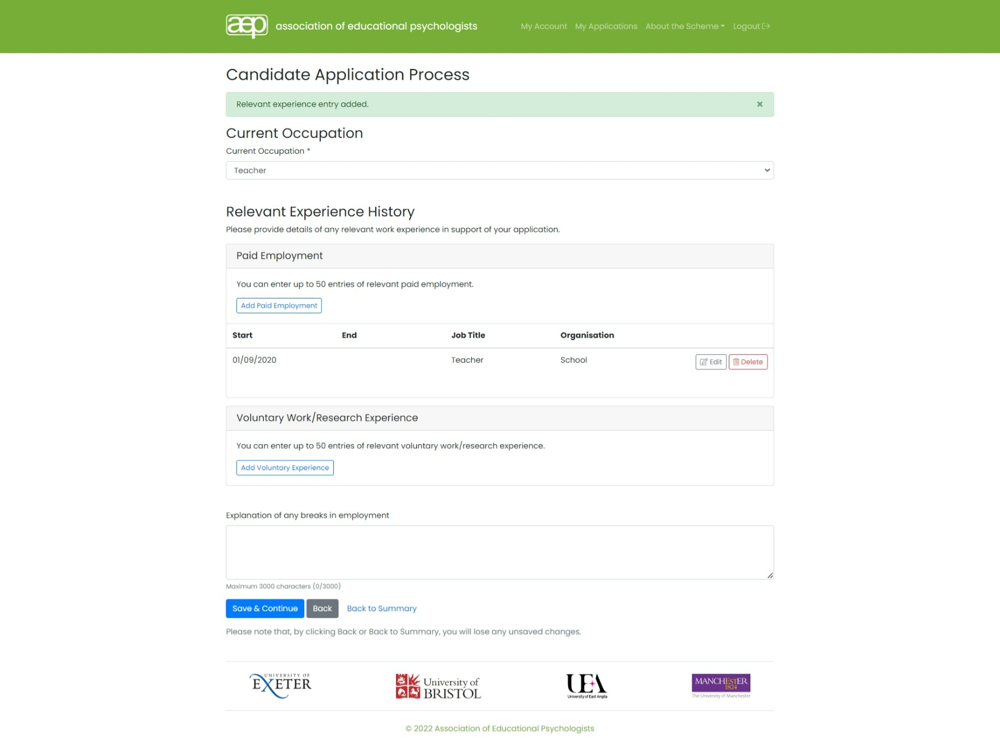 aep association of educational psychologists
My Account My Applications About the Scheme Logout
Candidate Application Process
Relevant experience entry added.
Current Occupation
Current Occupation *
Teacher
Relevant Experience History
Please provide details of any relevant work experience in support of your application.
Paid Employment
You can enter up to 50 entries of relevant paid employment.
Add Paid Employment
Start End Job Title Organisation
01/09/2020 Teacher School Edit Delete
Voluntary Work/Research Experience
You can enter up to 50 entries of relevant voluntary work/research experience.
Add Voluntary Experience
Explanation of any breaks in employment
Maximum 3000 characters (0/3000)
Save & Continue Back Back to Summary
Please note that, by clicking Back or Back to Summary, you will lose any unsaved changes.
UNIVERSITY OF
EXETER
University of
BRISTOL
UEA
University of East Anglia
MANCHESTER
1824
The University of Manchester
© 2022 Association of Educational Psychologists